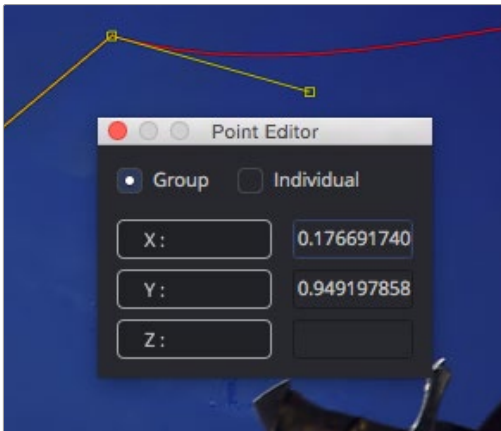 Point Editor
Group Individual
X : 0.176691740
Y : 0.949197858
Z :